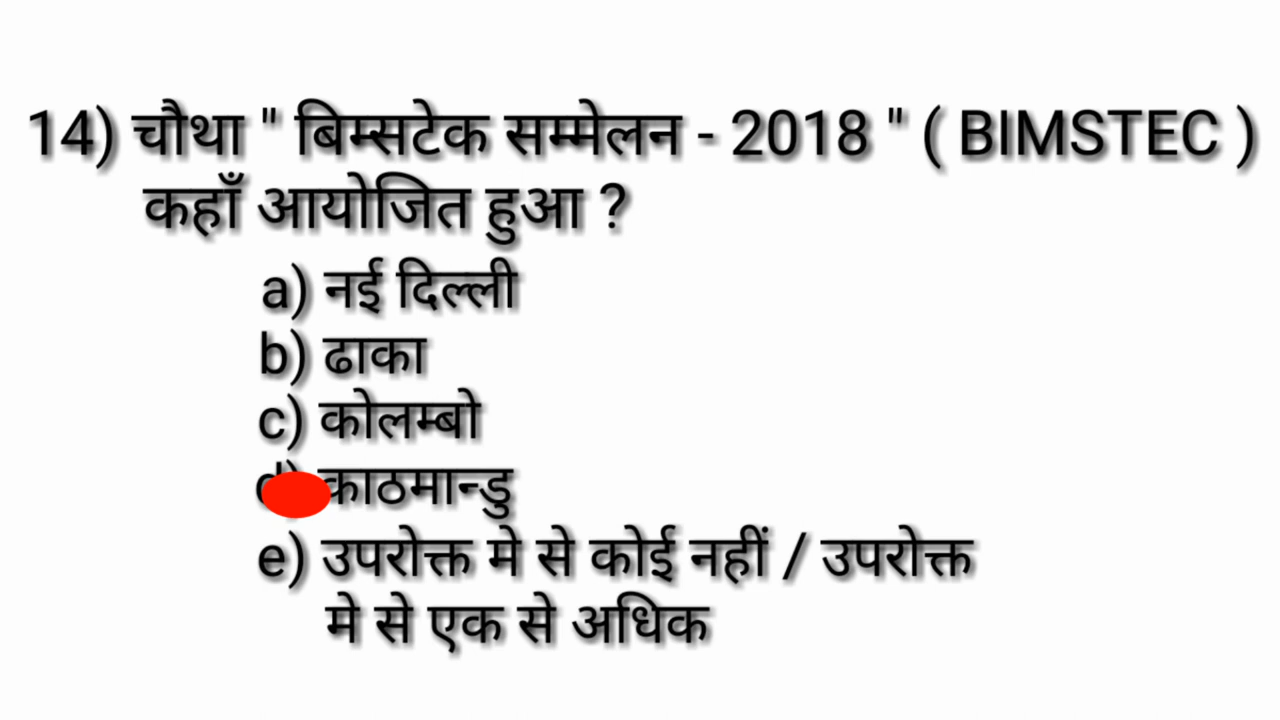 14) चौथा " बिम्सटेक सम्मेलन - 2018 " ( BIMSTEC )
कहाँ आयोजित हुआ ?
a) नई दिल्ली
b) ढाका
c) कोलम्बो
d) काठमान्डु
e) उपरोक्त मे से कोई नहीं / उपरोक्त
मे से एक से अधिक